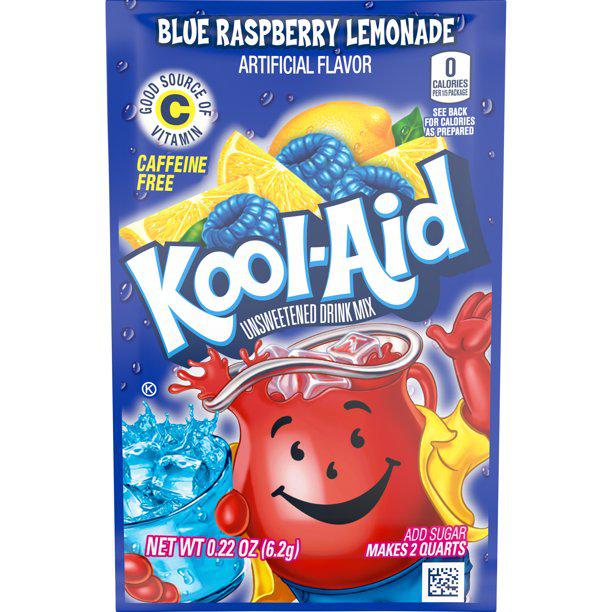 BLUE RASPBERRY LEMONADE
ARTIFICIAL FLAVOR
GOOD SOURCE OF
C
VITAMIN
CAFFEINE
FREE
0
CALORIES
PER 1/5 PACKAGE
SEE BACK
FOR CALORIES
AS PREPARED
Kool-Aid
UNSWEETENED DRINK MIX
K
NET WT 0.22 OZ (6.2g)
ADD SUGAR
MAKES 2 QUARTS